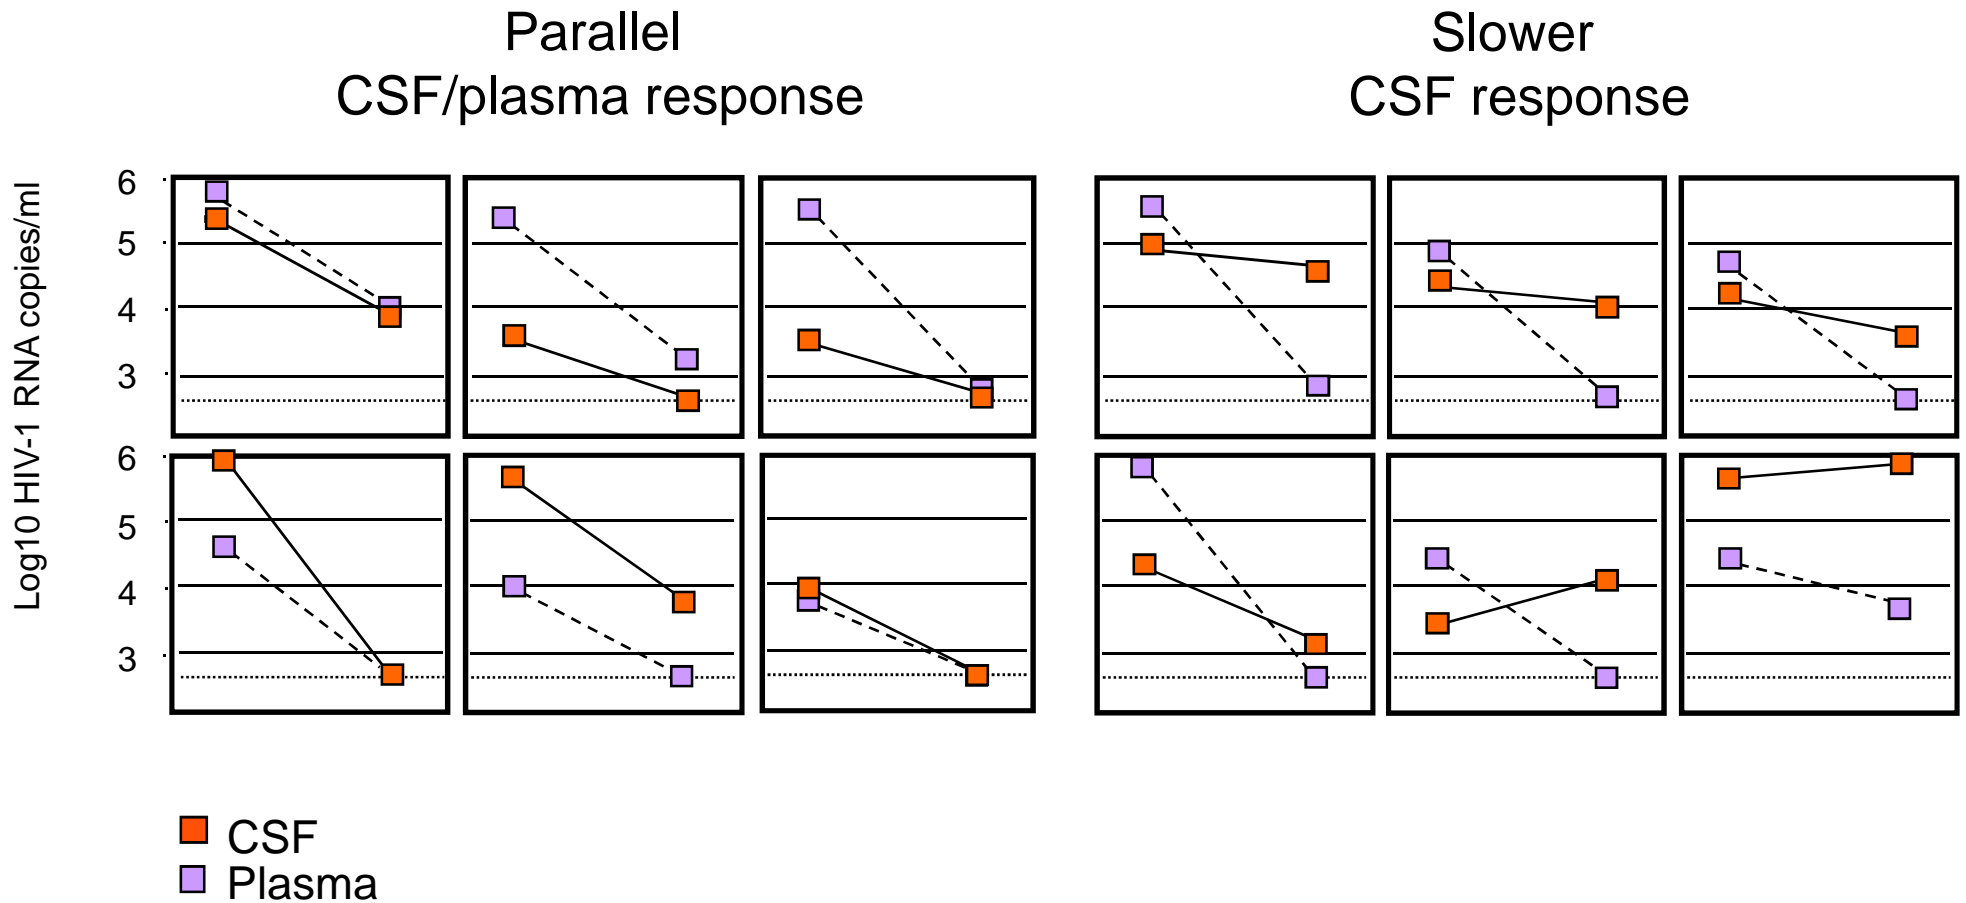 Parallel
CSF/plasma response
Slower
CSF response
Log10 HIV-1 RNA copies/ml
6
5
4
3
6
5
4
3
CSF
Plasma